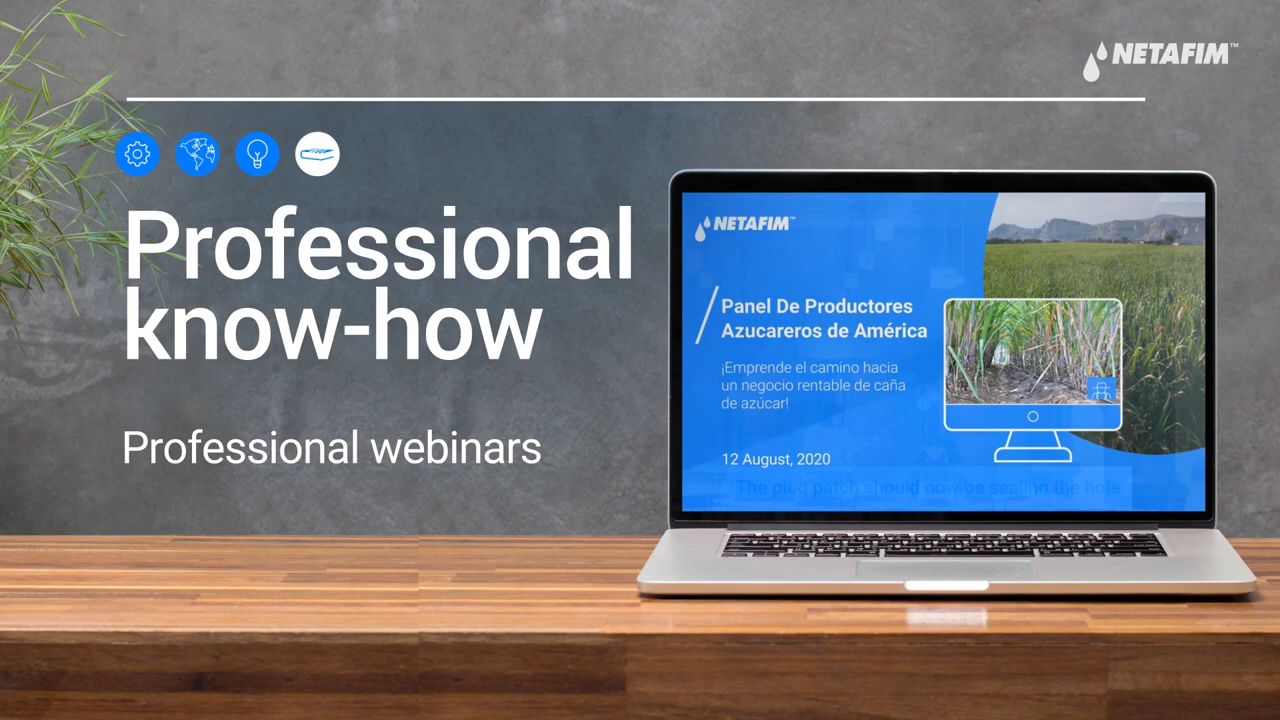 NETAFIM™
Professional
know-how
Professional webinars
NETAFIM™
Panel De Productores
Azucareros de América
¡Emprende el camino hacia
un negocio rentable de caña
de azúcar!
12 August, 2020
The plug patch should now be sealing the hole